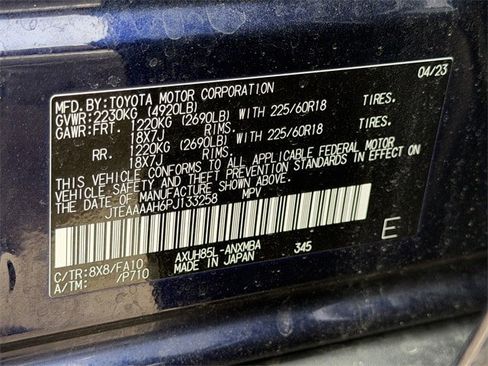 MFD.BY:TOYOTA MOTOR CORPORATION 04/23
GVWR:2230KG (4920LB)
GAWR:FRT. 1220KG (2690LB) WITH 225/60R18 TIRES.
18X7J RIMS.
RR. 1220KG (2690LB) WITH 225/60R18 TIRES.
18X7J RIMS.
THIS VEHICLE CONFORMS TO ALL APPLICABLE FEDERAL MOTOR
VEHICLE SAFETY AND THEFT PREVENTION STANDARDS IN EFFECT ON
THE DATE OF MANUFACTURE SHOWN ABOVE.
JTEAAAAH6PJ133258 MPV
E
C/TR:8X8/FA10 AXUH85L-ANXMBA 345
A/TM: /P710 MADE IN JAPAN